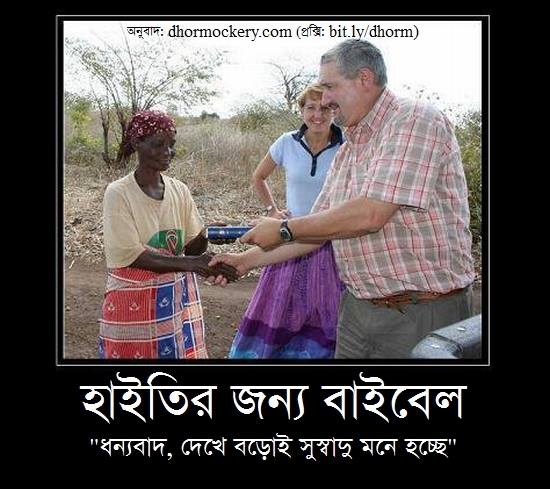 অনুবাদ: dhormockery.com (প্রক্সি: bit.ly/dhorm)
হাইতির জন্য বাইবেল
"ধন্যবাদ, দেখে বড়োই সুস্বাদু মনে হচ্ছে"